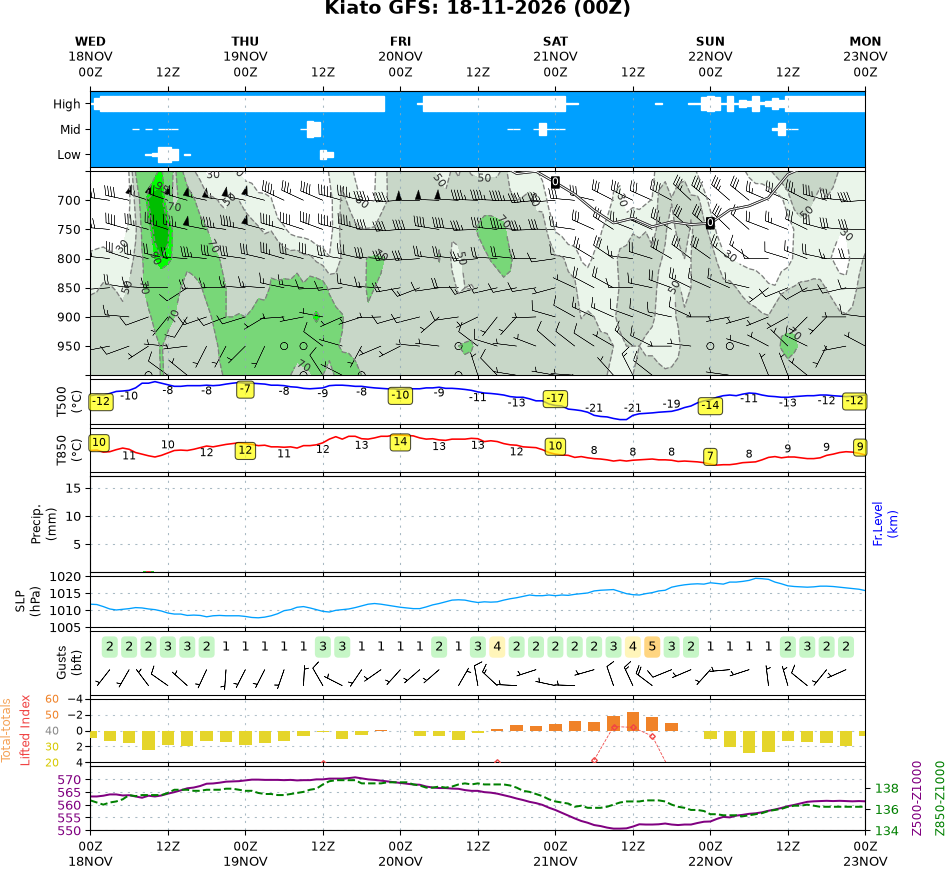 Kiato GFS: 18-11-2026 (00Z)
WED THU FRI SAT SUN MON
18NOV 19NOV 20NOV 21NOV 22NOV 23NOV
00Z 12Z 00Z 12Z 00Z 12Z 00Z 12Z 00Z 12Z 00Z
High
Mid
Low
700
750
800
850
900
950
0 0
T500 (°C)
-12 -10 -8 -8 -7 -8 -9 -8 -10 -9 -11 -13 -17 -21 -21 -19 -14 -11 -13 -12 -12
T850 (°C)
10 11 10 12 12 11 12 13 14 13 13 12 10 8 8 8 7 8 9 9 9
Precip. (mm)
15
10
5
Fr.Level (km)
SLP (hPa)
1020
1015
1010
1005
Gusts (bft)
2 2 2 3 3 2 1 1 1 1 1 3 3 1 1 1 1 2 1 3 4 2 2 2 2 2 3 4 5 3 2 1 1 1 1 2 3 2 2
Total-totals
Lifted Index
60 −4
50 −2
40 0
30 2
20 4
570
565
560
555
550
138
136
134
Z500-Z1000
Z850-Z1000
00Z 12Z 00Z 12Z 00Z 12Z 00Z 12Z 00Z 12Z 00Z
18NOV 19NOV 20NOV 21NOV 22NOV 23NOV